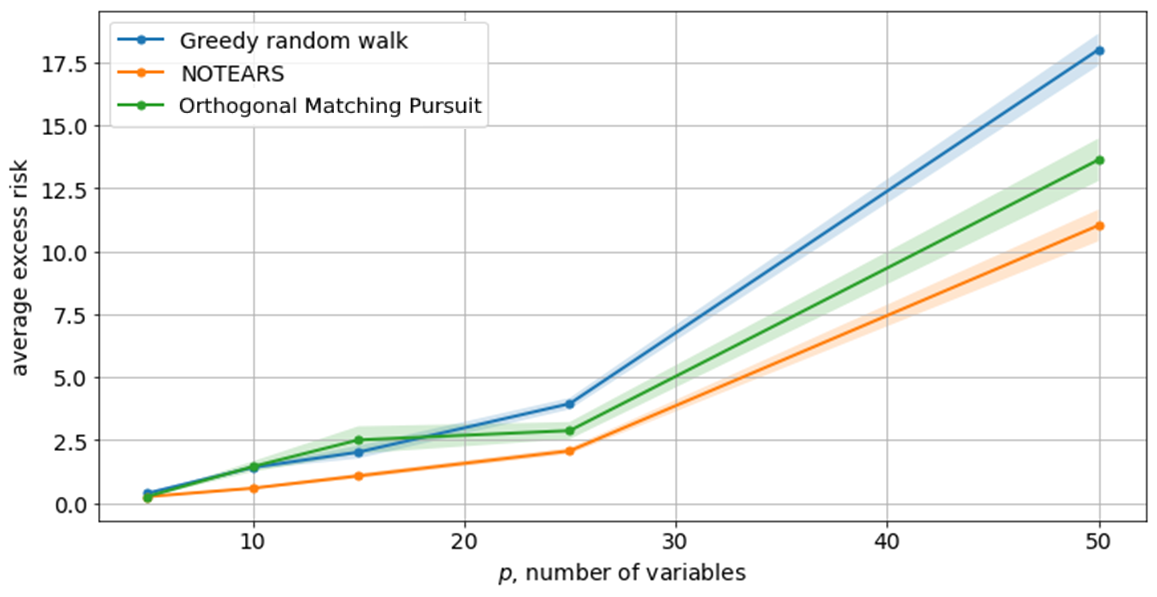 Greedy random walk
NOTEARS
Orthogonal Matching Pursuit
17.5
15.0
12.5
10.0
7.5
5.0
2.5
0.0
average excess risk
10 20 30 40 50
p, number of variables